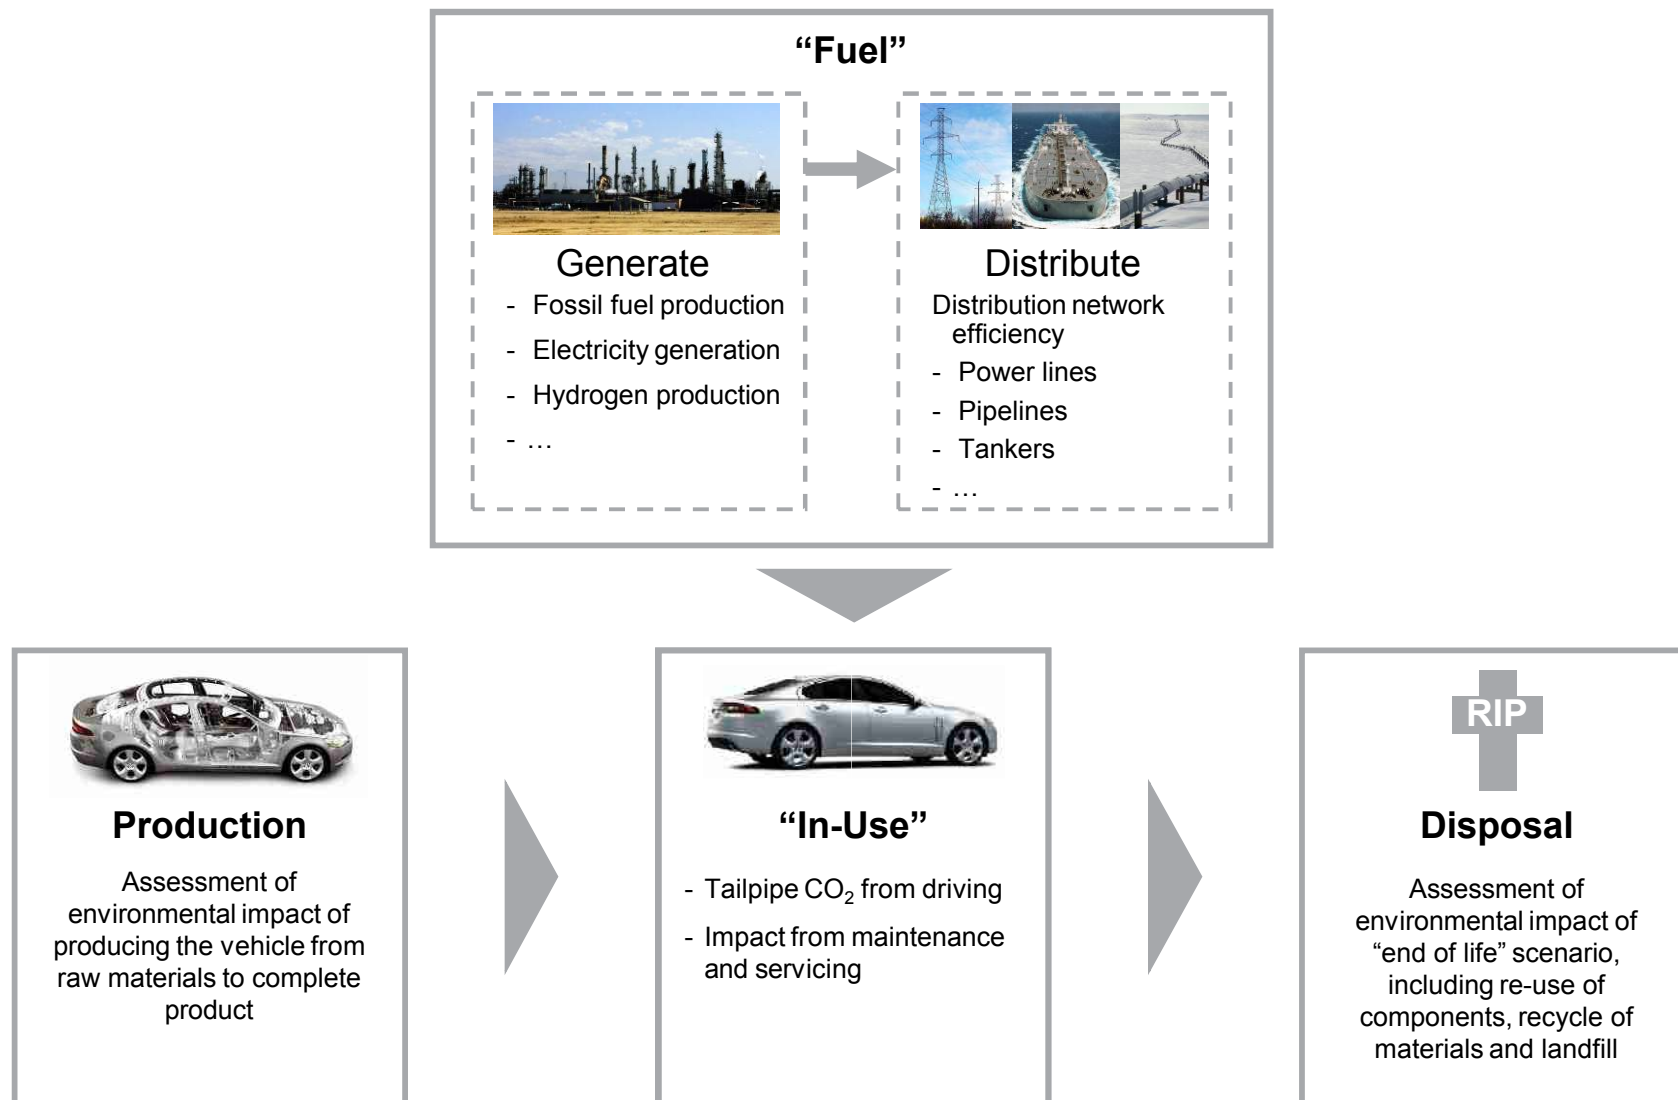 “Fuel”
Generate
- Fossil fuel production
- Electricity generation
- Hydrogen production
- …
Distribute
Distribution network
efficiency
- Power lines
- Pipelines
- Tankers
- …
Production
Assessment of
environmental impact of
producing the vehicle from
raw materials to complete
product
“In-Use”
- Tailpipe CO₂ from driving
- Impact from maintenance
and servicing
RIP
Disposal
Assessment of
environmental impact of
“end of life” scenario,
including re-use of
components, recycle of
materials and landfill